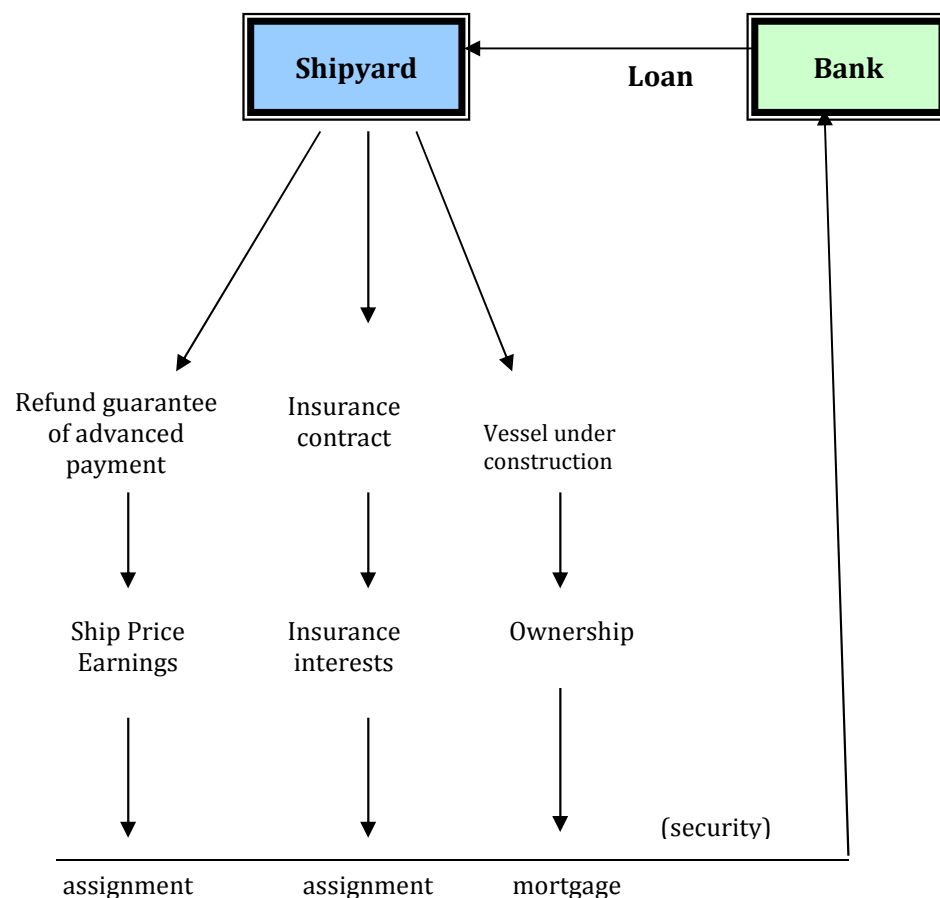 Shipyard
Loan
Bank
Refund guarantee
of advanced
payment
Insurance
contract
Vessel under
construction
Ship Price
Earnings
Insurance
interests
Ownership
(security)
assignment
assignment
mortgage